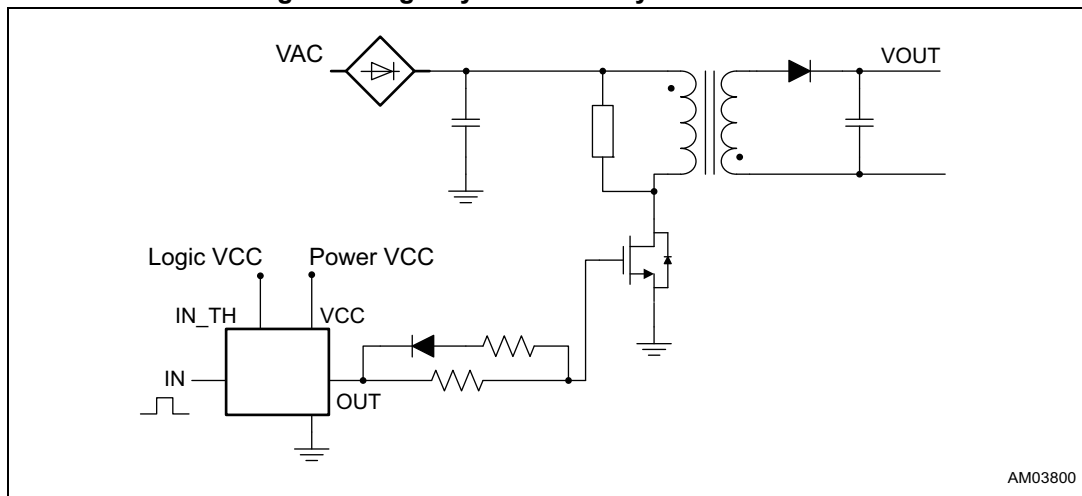 VAC
VOUT
Logic VCC
Power VCC
IN_TH
VCC
IN
OUT
AM03800